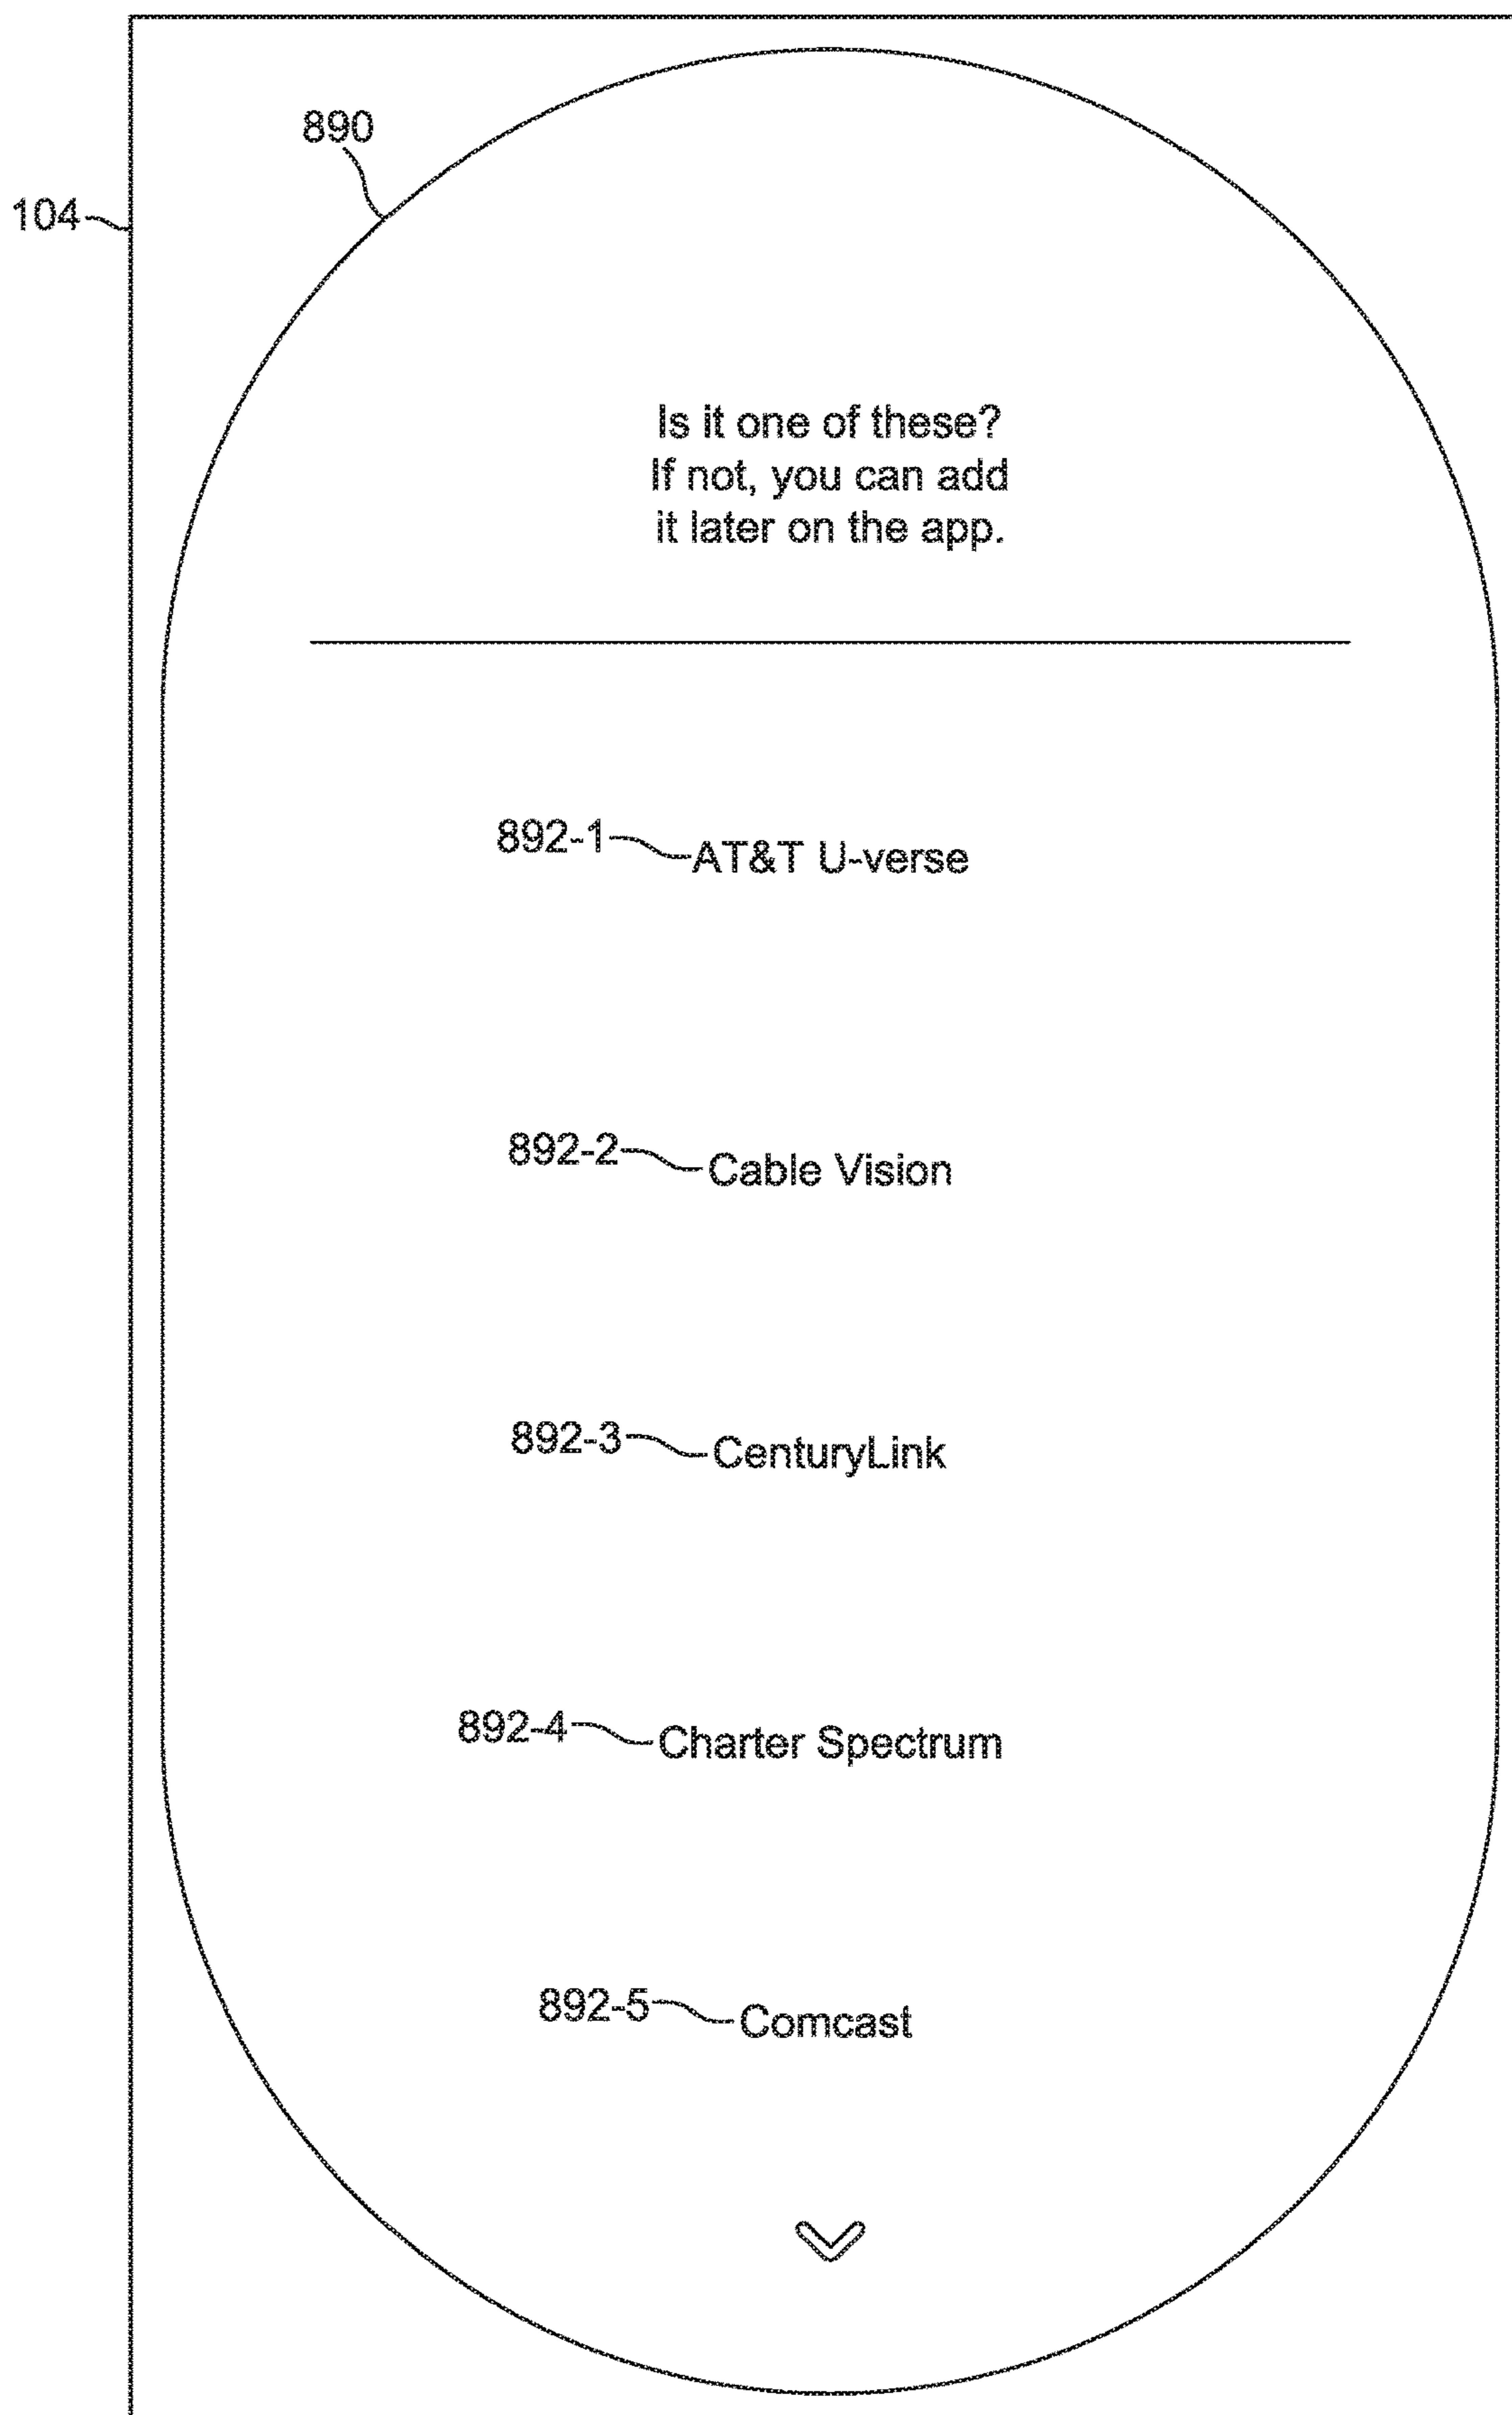 890
104
Is it one of these?
If not, you can add
it later on the app.
892-1
AT&T U-verse
892-2
Cable Vision
892-3
CenturyLink
892-4
Charter Spectrum
892-5
Comcast